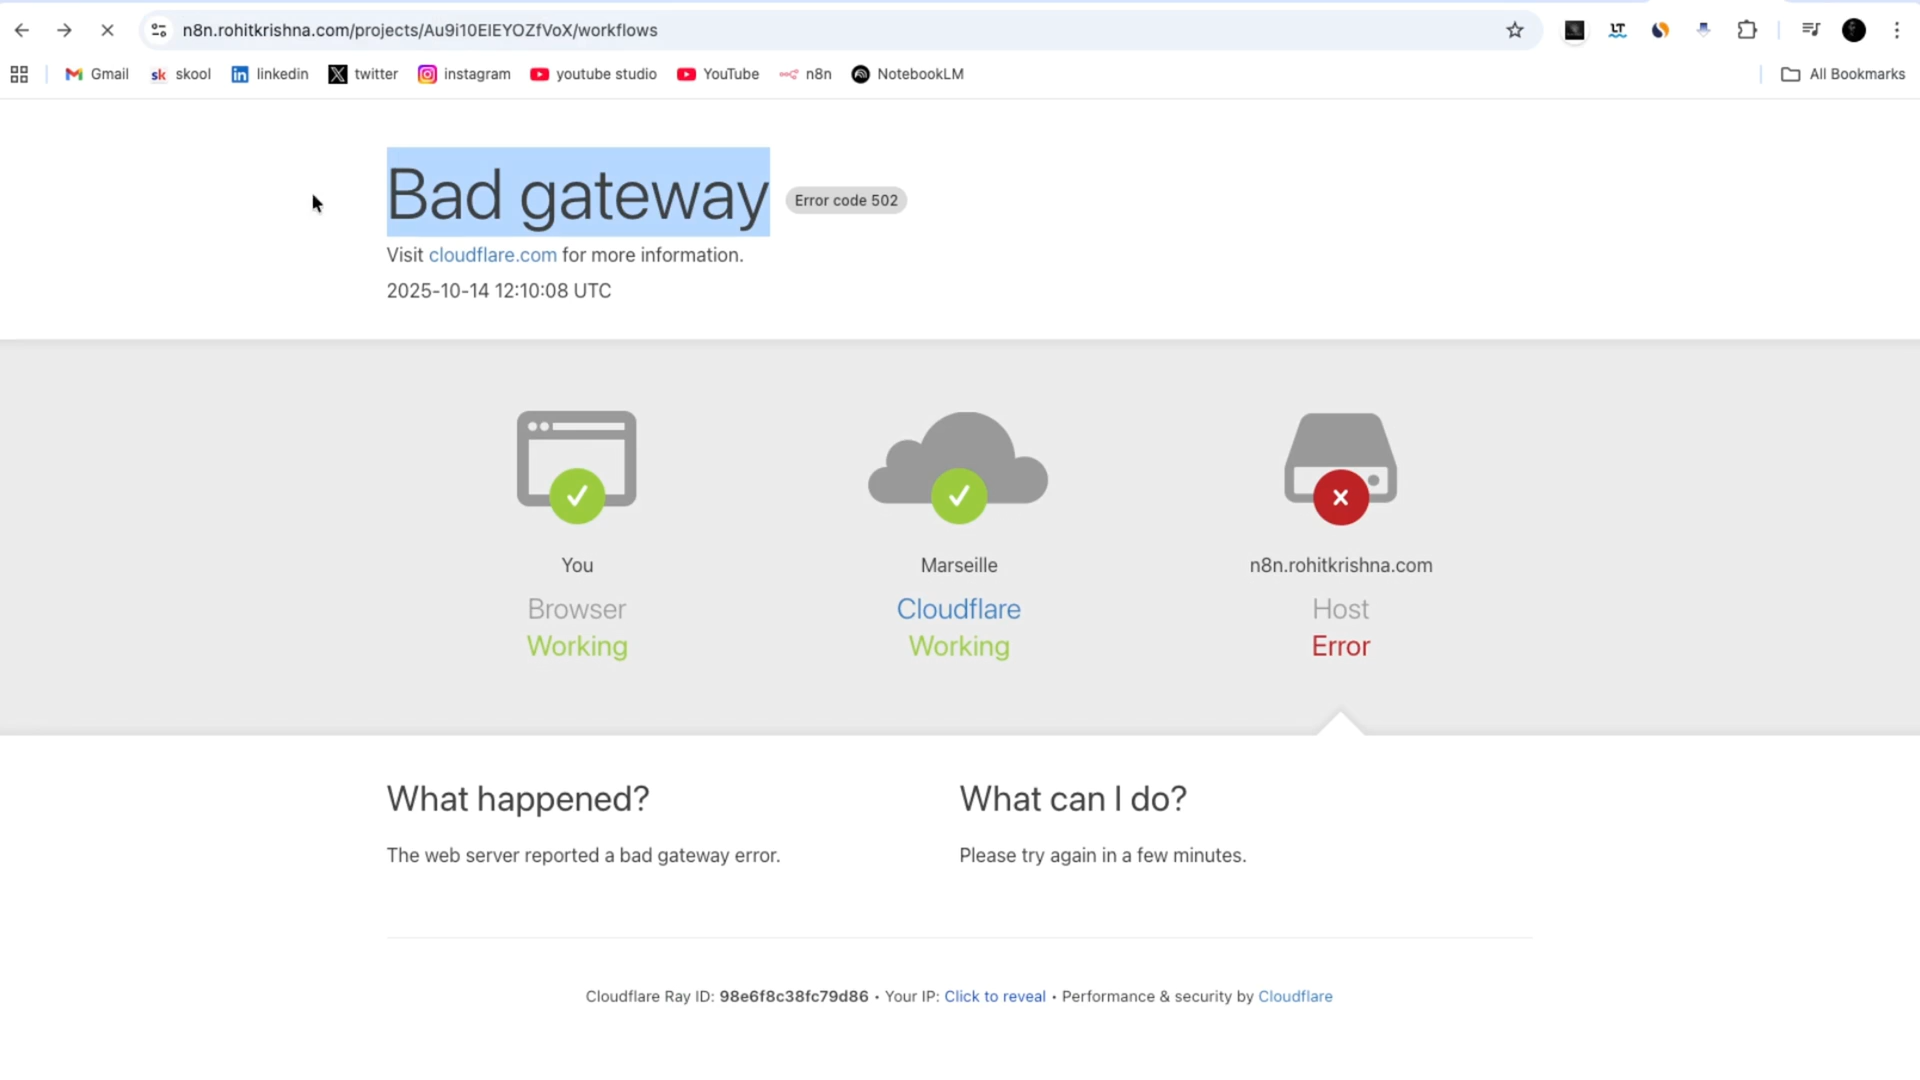 n8n.rohitkrishna.com/projects/Au9i10EIEYOZfVoX/workflows
Gmail
sk skool
in linkedin
twitter
instagram
youtube studio
YouTube
n8n
NotebookLM
All Bookmarks
Bad gateway Error code 502
Visit cloudflare.com for more information.
2025-10-14 12:10:08 UTC
You
Browser
Working
Marseille
Cloudflare
Working
n8n.rohitkrishna.com
Host
Error
What happened?
The web server reported a bad gateway error.
What can I do?
Please try again in a few minutes.
Cloudflare Ray ID: 98e6f8c38fc79d86 • Your IP: Click to reveal • Performance & security by Cloudflare